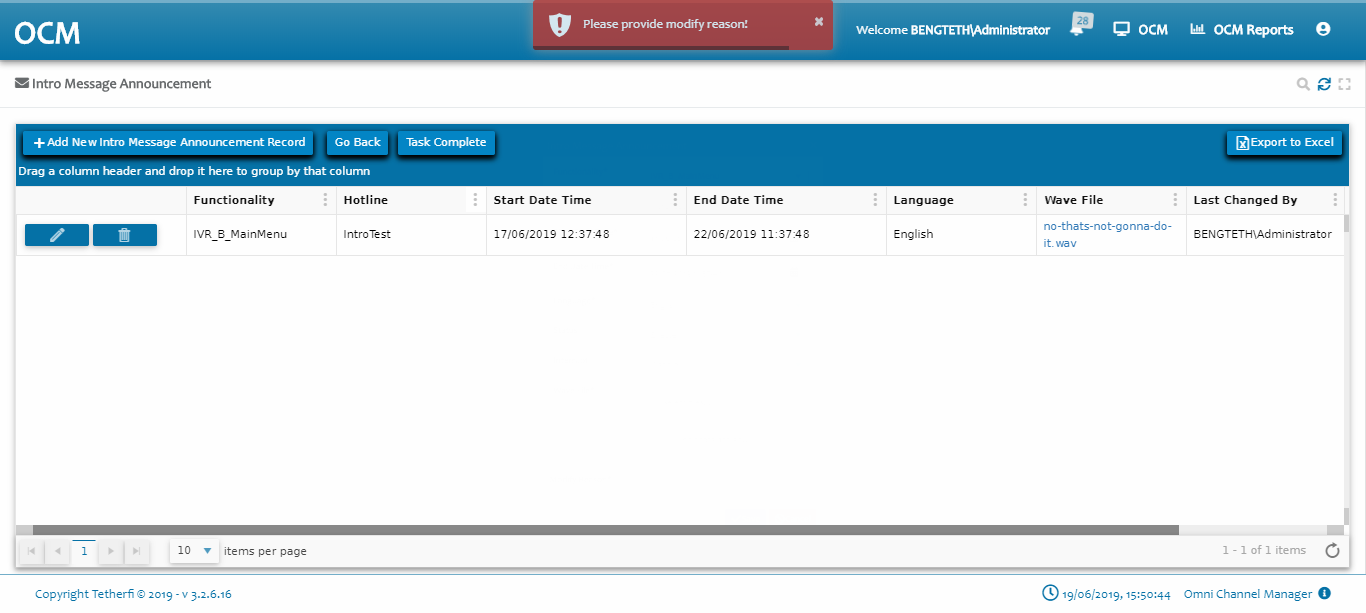 OCM
Please provide modify reason!
Welcome BENGTETH\Administrator
28
OCM
OCM Reports
Intro Message Announcement
Add New Intro Message Announcement Record
Go Back
Task Complete
Export to Excel
Drag a column header and drop it here to group by that column
Functionality Hotline Start Date Time End Date Time Language Wave File Last Changed By
IVR_B_MainMenu IntroTest 17/06/2019 12:37:48 22/06/2019 11:37:48 English no-thats-not-gonna-do- BENGTETH\Administrator
it.wav
1
10
items per page
1 - 1 of 1 items
Copyright Tetherfi © 2019 - v 3.2.6.16
19/06/2019, 15:50:44
Omni Channel Manager